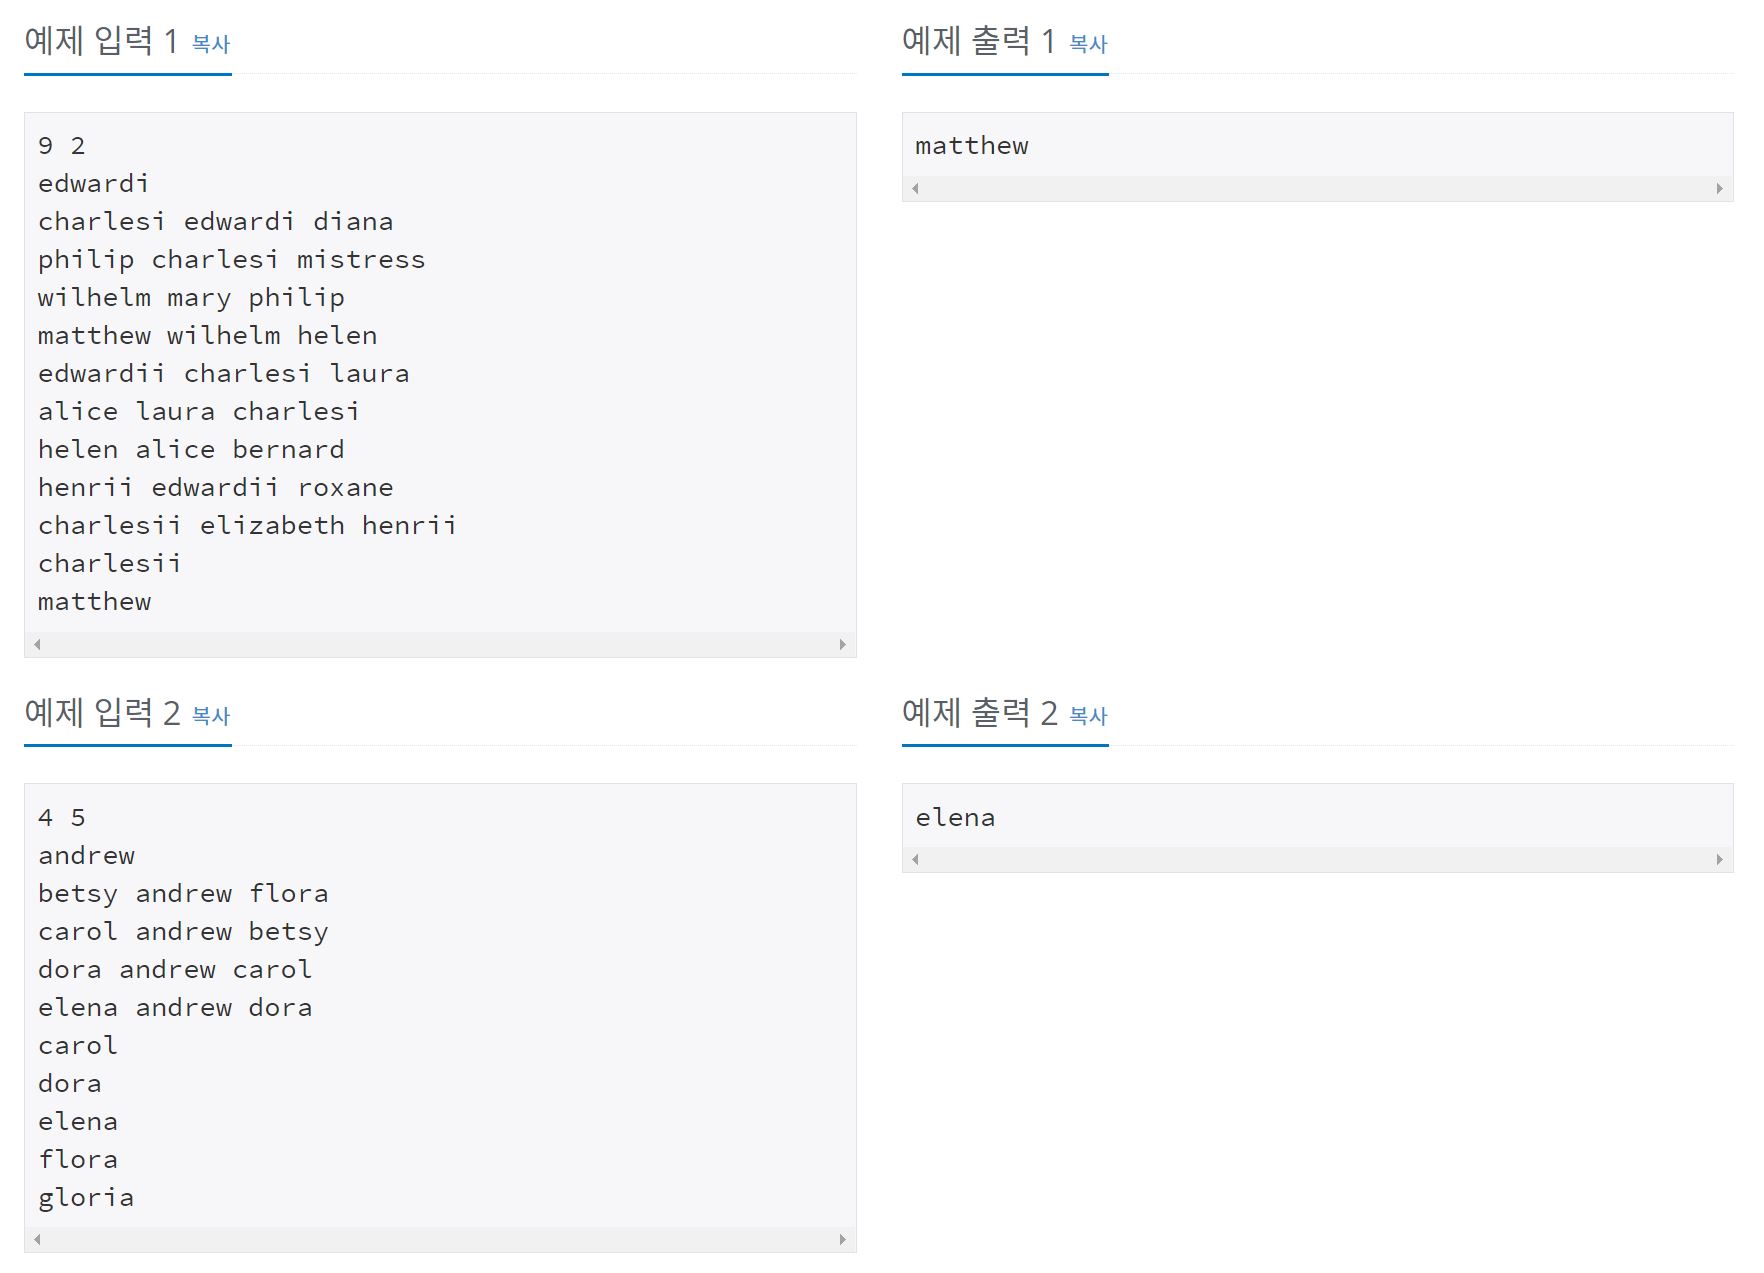 예제 입력 1 복사
9 2
edwardi
charlesi edwardi diana
philip charlesi mistress
wilhelm mary philip
matthew wilhelm helen
edwardii charlesi laura
alice laura charlesi
helen alice bernard
henrii edwardii roxane
charlesii elizabeth henrii
charlesii
matthew
예제 출력 1 복사
matthew
예제 입력 2 복사
4 5
andrew
betsy andrew flora
carol andrew betsy
dora andrew carol
elena andrew dora
carol
dora
elena
flora
gloria
예제 출력 2 복사
elena